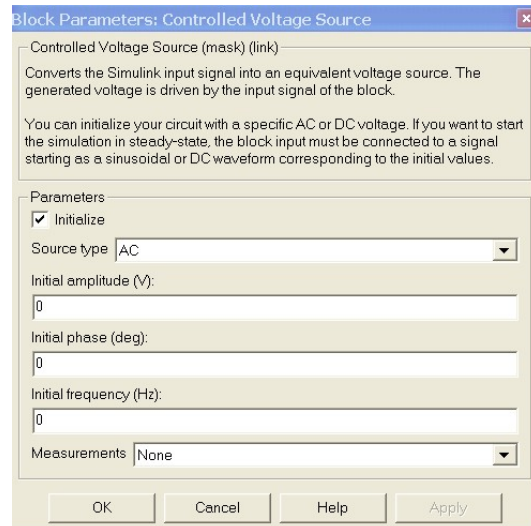 Block Parameters: Controlled Voltage Source
Controlled Voltage Source (mask) (link)
Converts the Simulink input signal into an equivalent voltage source. The
generated voltage is driven by the input signal of the block.
You can initialize your circuit with a specific AC or DC voltage. If you want to start
the simulation in steady-state, the block input must be connected to a signal
starting as a sinusoidal or DC waveform corresponding to the initial values.
Parameters
Initialize
Source type AC
Initial amplitude (V):
0
Initial phase (deg):
0
Initial frequency (Hz):
0
Measurements None
OK Cancel Help Apply